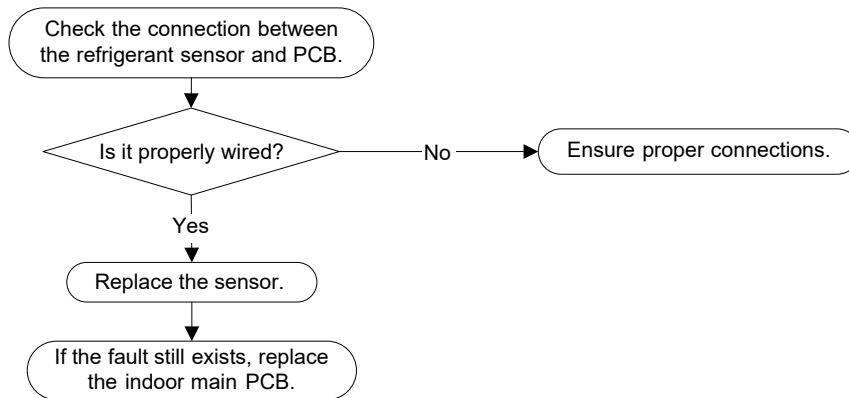 Check the connection between
the refrigerant sensor and PCB.
Is it properly wired?
No
Ensure proper connections.
Yes
Replace the sensor.
If the fault still exists, replace
the indoor main PCB.